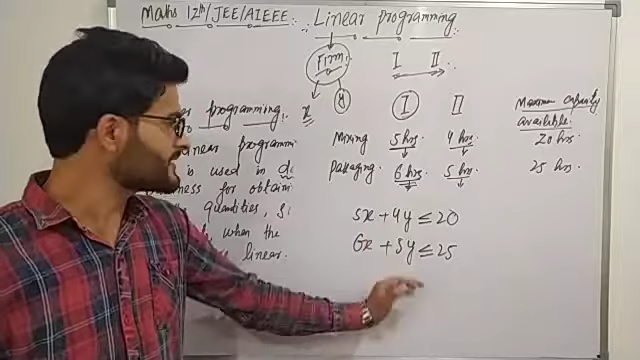 Maths 12th/JEE/AIEEE :. Linear programming
Firm. I II
x y
programming. I II Maximum capacity available.
Mixing 5 hrs. 4 hrs. 20 hrs.
Packaging. 6 hrs 5 hrs. 25 hrs.
is used in
for obtain
quantities,
when the
linear.
5x + 4y ≤ 20
6x + 5y ≤ 25